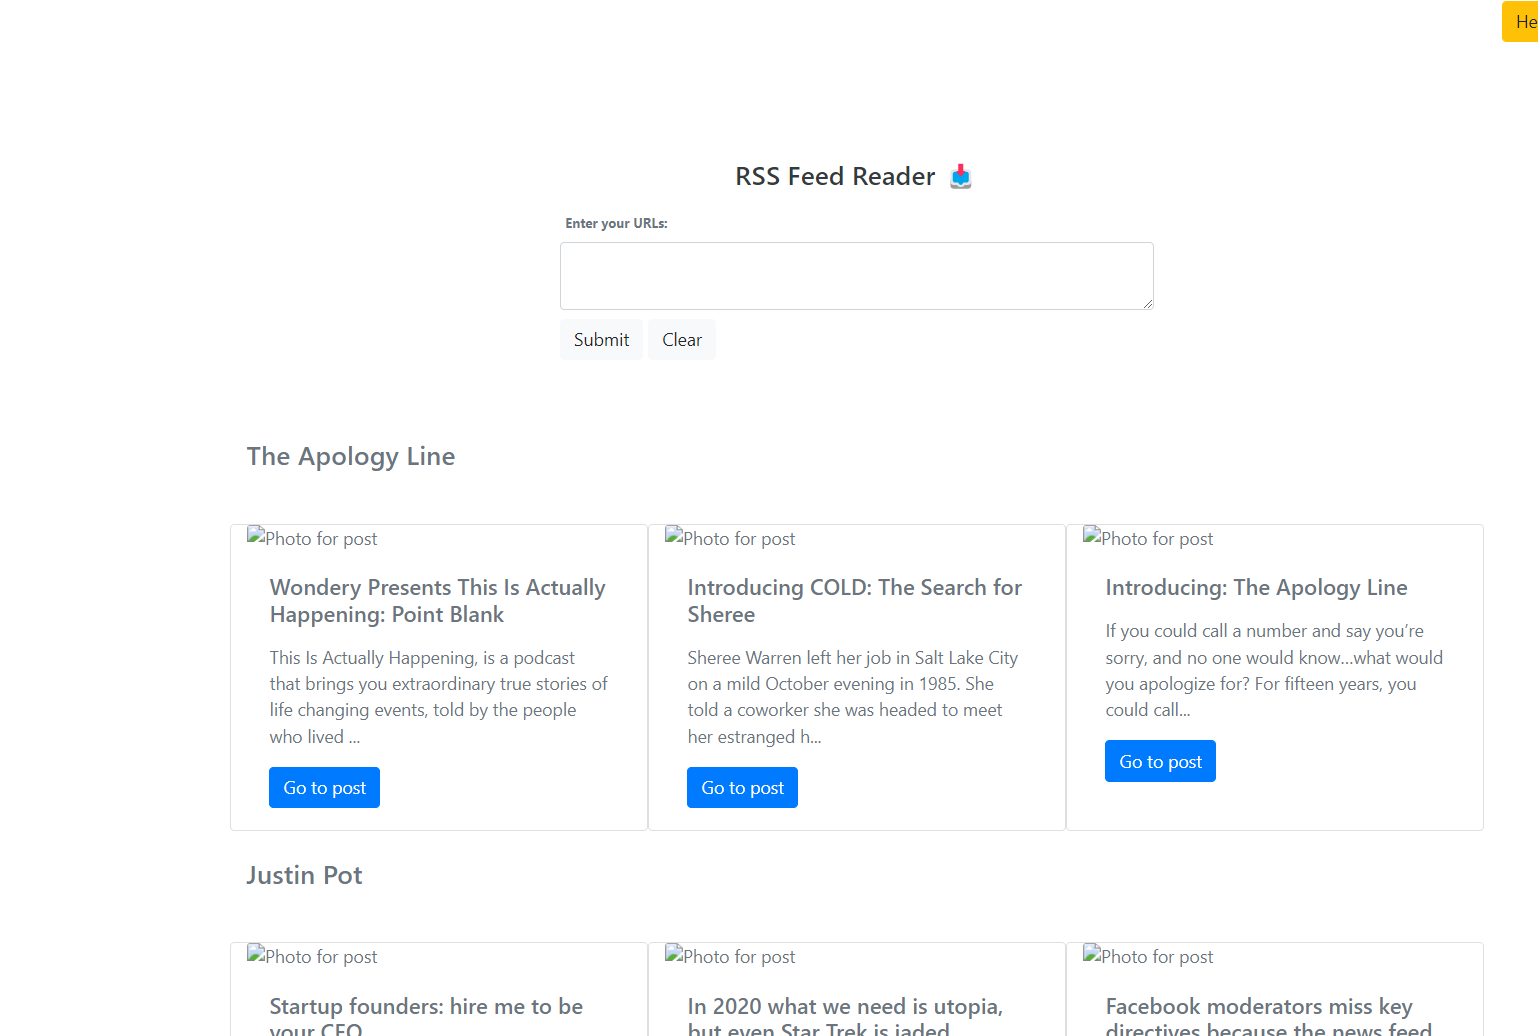 He
RSS Feed Reader
Enter your URLs:
Submit Clear
The Apology Line
Photo for post
Wondery Presents This Is Actually
Happening: Point Blank
This Is Actually Happening, is a podcast
that brings you extraordinary true stories of
life changing events, told by the people
who lived ...
Go to post
Photo for post
Introducing COLD: The Search for
Sheree
Sheree Warren left her job in Salt Lake City
on a mild October evening in 1985. She
told a coworker she was headed to meet
her estranged h...
Go to post
Photo for post
Introducing: The Apology Line
If you could call a number and say you’re
sorry, and no one would know…what would
you apologize for? For fifteen years, you
could call...
Go to post
Justin Pot
Photo for post
Startup founders: hire me to be
your CEO
Photo for post
In 2020 what we need is utopia,
but even Star Trek is jaded
Photo for post
Facebook moderators miss key
directives because the news feed